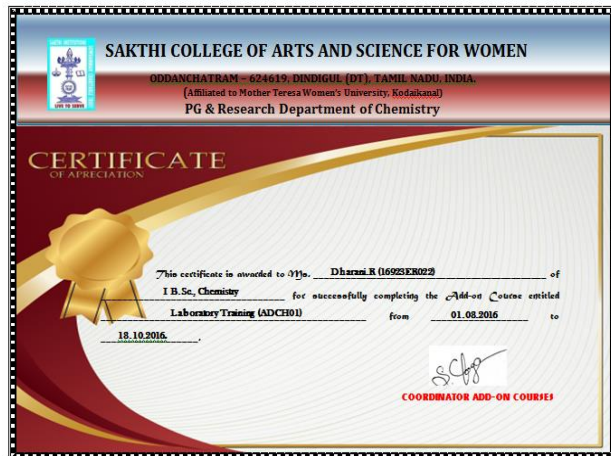 SAKTHI COLLEGE OF ARTS AND SCIENCE FOR WOMEN
ODDANCHATRAM – 624619, DINDIGUL (DT), TAMIL NADU, INDIA.
(Affiliated to Mother Teresa Women's University, Kodaikanal)
PG & Research Department of Chemistry
CERTIFICATE
OF APRECIATION
This certificate is awarded to Ms. Dharani.R (16923ER022) of
I B.Sc., Chemistry for successfully completing the Add-on Course entitled
Laboratory Training (ADCH01) from 01.08.2016 to
18.10.2016.
COORDINATOR ADD-ON COURSES